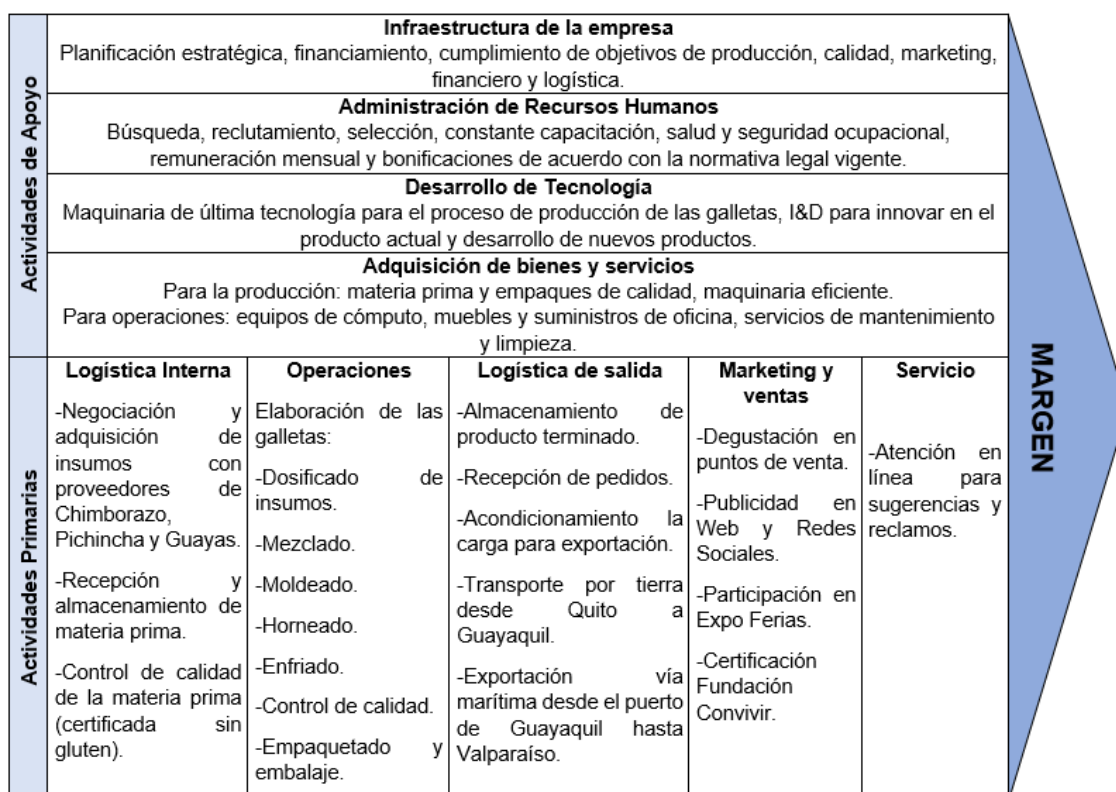 Actividades de Apoyo
Infraestructura de la empresa
Planificación estratégica, financiamiento, cumplimiento de objetivos de producción, calidad, marketing,
financiero y logística.
Administración de Recursos Humanos
Búsqueda, reclutamiento, selección, constante capacitación, salud y seguridad ocupacional,
remuneración mensual y bonificaciones de acuerdo con la normativa legal vigente.
Desarrollo de Tecnología
Maquinaria de última tecnología para el proceso de producción de las galletas, I&D para innovar en el
producto actual y desarrollo de nuevos productos.
Adquisición de bienes y servicios
Para la producción: materia prima y empaques de calidad, maquinaria eficiente.
Para operaciones: equipos de cómputo, muebles y suministros de oficina, servicios de mantenimiento
y limpieza.
Actividades Primarias
Logística Interna
-Negociación y
adquisición de
insumos con
proveedores de
Chimborazo,
Pichincha y Guayas.
-Recepción y
almacenamiento de
materia prima.
-Control de calidad
de la materia prima
(certificada sin
gluten).
Operaciones
Elaboración de las
galletas:
-Dosificado de
insumos.
-Mezclado.
-Moldeado.
-Horneado.
-Enfriado.
-Control de calidad.
-Empaquetado y
embalaje.
Logística de salida
-Almacenamiento de
producto terminado.
-Recepción de pedidos.
-Acondicionamiento la
carga para exportación.
-Transporte por tierra
desde Quito a
Guayaquil.
-Exportación vía
marítima desde el puerto
de Guayaquil hasta
Valparaíso.
Marketing y
ventas
-Degustación en
puntos de venta.
-Publicidad en
Web y Redes
Sociales.
-Participación en
Expo Ferias.
-Certificación
Fundación
Convivir.
Servicio
-Atención en
línea para
sugerencias y
reclamos.
MARGEN